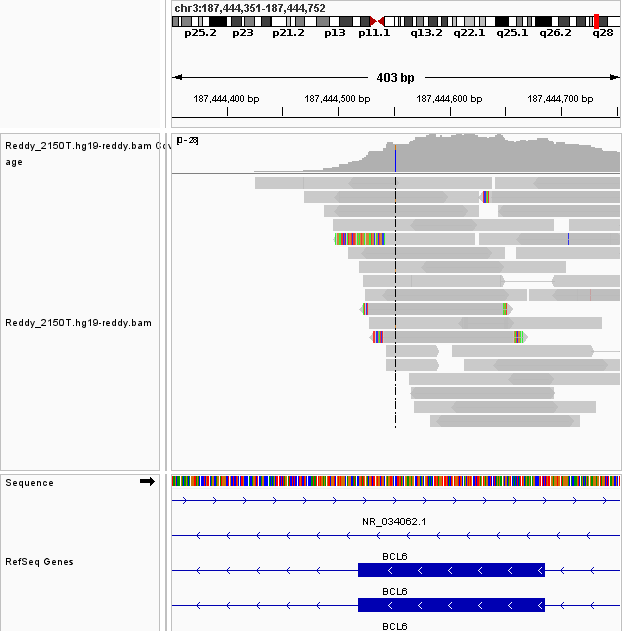 chr3:187,444,351-187,444,752
p25.2 p23 p21.2 p13 p11.1 q13.2 q22.1 q25.1 q26.2 q28
403 bp
187,444,400 bp 187,444,500 bp 187,444,600 bp 187,444,700 bp
Reddy_2150T.hg19-reddy.bam Cov
age
[0-28]
Reddy_2150T.hg19-reddy.bam
Sequence
NR_034062.1
BCL6
RefSeq Genes
BCL6
BCL6